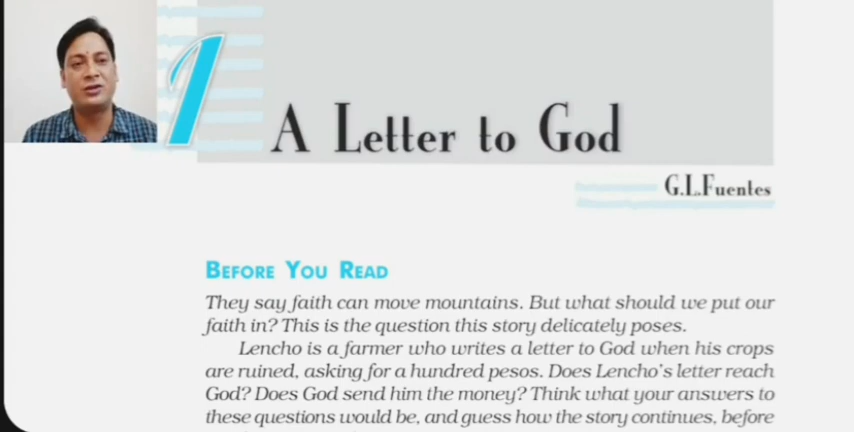 1
A Letter to God
G.L.Fuentes
BEFORE YOU READ
They say faith can move mountains. But what should we put our
faith in? This is the question this story delicately poses.
Lencho is a farmer who writes a letter to God when his crops
are ruined, asking for a hundred pesos. Does Lencho's letter reach
God? Does God send him the money? Think what your answers to
these questions would be, and guess how the story continues, before